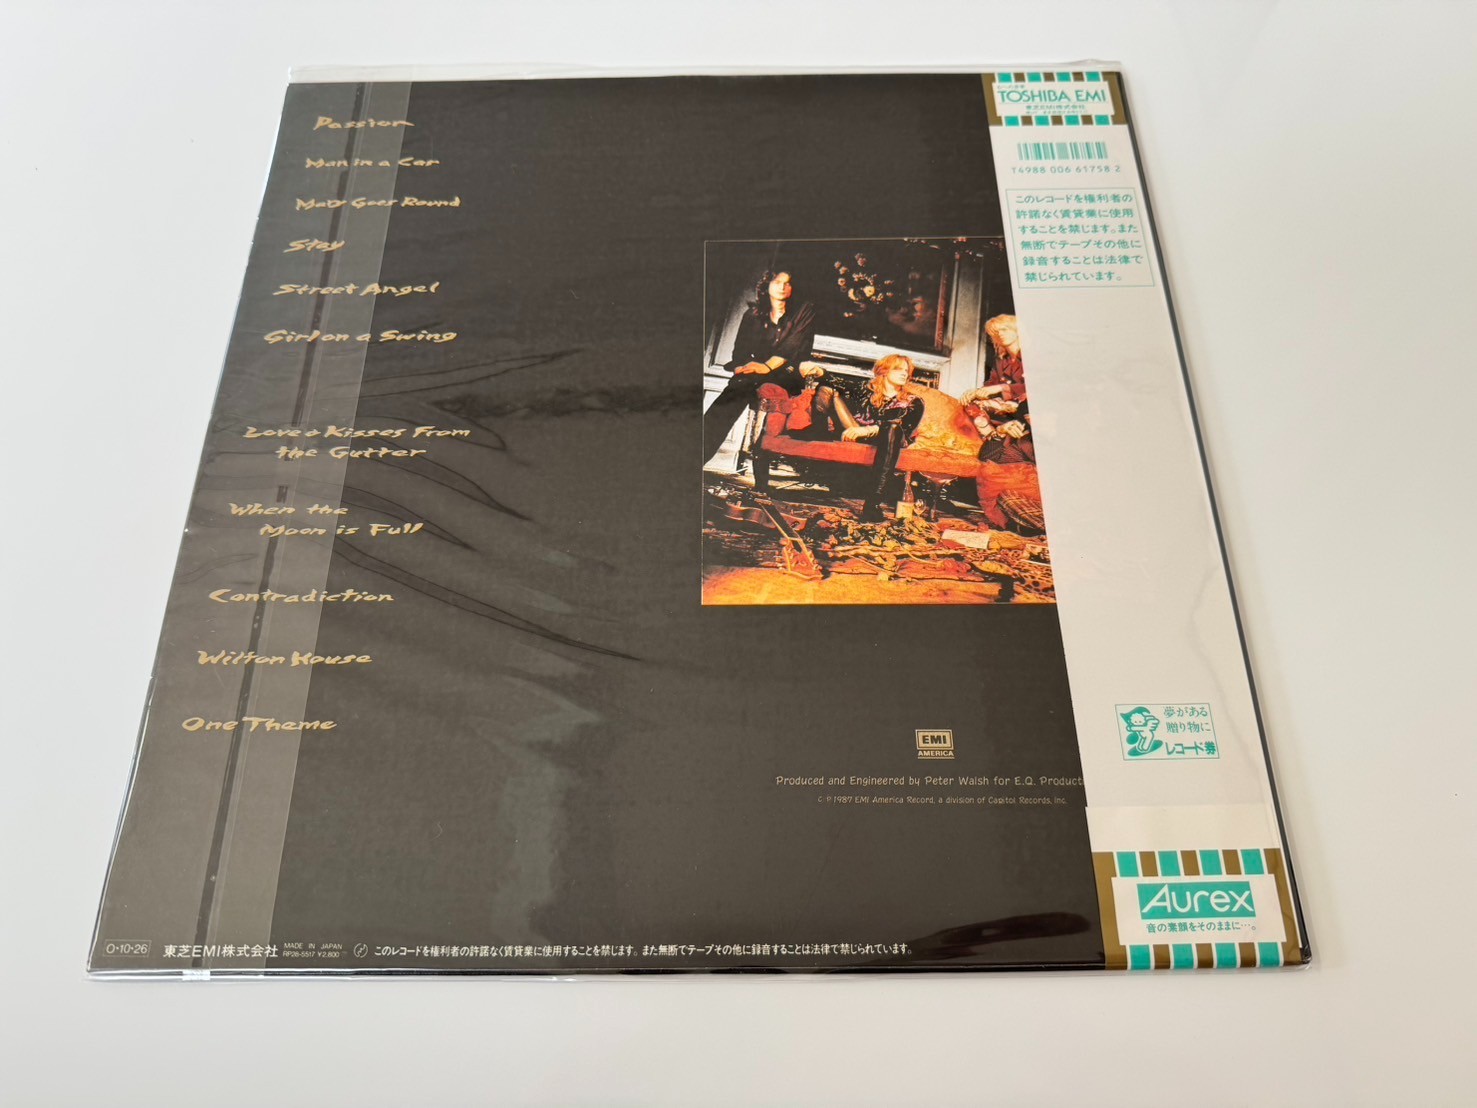 Passion
Man in a Car
Mad Goes Round
Stay
Street Angel
Girl on a Swing
Love & Kisses From
the Gutter
When the
Moon is Full
Contradiction
Wilton House
One Theme
EMI
AMERICA
Produced and Engineered by Peter Walsh for E.Q. Product
© ℗ 1987 EMI America Record, a division of Capitol Records, Inc.
O・10・26
東芝EMI株式会社
MADE IN JAPAN
RP28-5517 ¥2,800
このレコードを権利者の許諾なく賃貸業に使用することを禁じます。また無断でテープその他に録音することは法律で禁じられています。
TOSHIBA EMI
東芝EMI株式会社
T4988 006 61758 2
このレコードを権利者の
許諾なく賃貸業に使用
することを禁じます。また
無断でテープその他に
録音することは法律で
禁じられています。
夢がある
贈り物に
レコード券
Aurex
音の素顔をそのままに…。